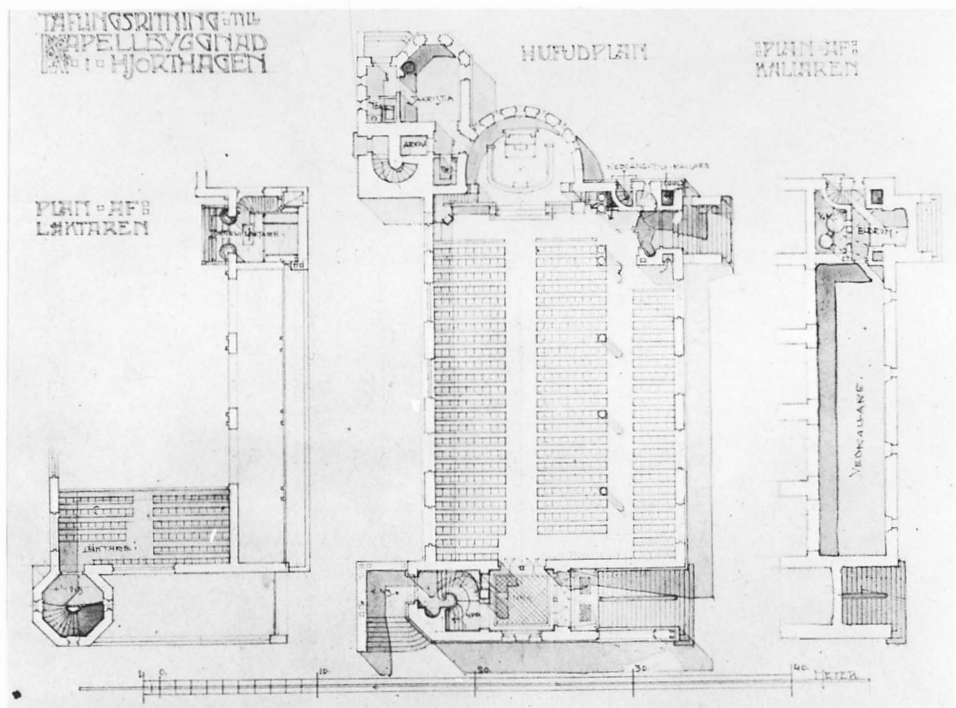 TÄFLINGSRITNING TILL
KAPELLBYGGNAD
I HJORTHAGEN
HUFUDPLAN
PLAN AF
KÄLLAREN
PLAN AF
LÄKTAREN
SAKRISTIA
ARKIV
LÄKTARE
VEDKÄLLARE
0.
10.
20.
30.
40.
METER